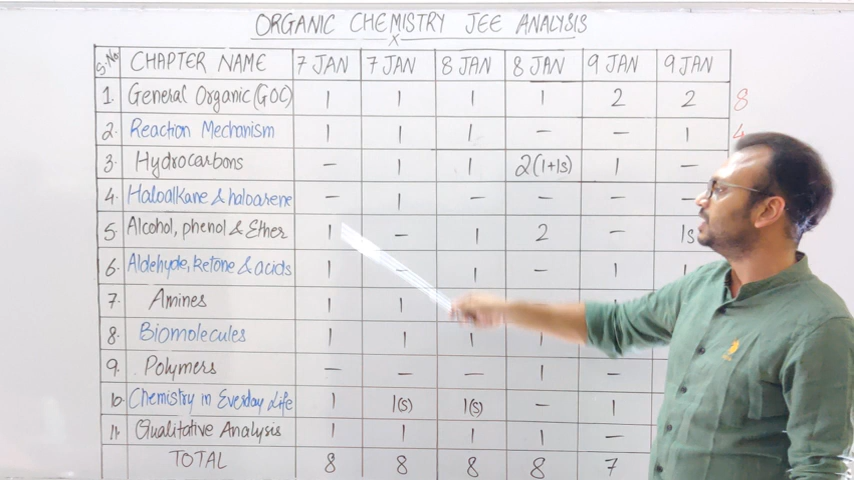 ORGANIC CHEMISTRY JEE ANALYSIS
x
S.No CHAPTER NAME 7 JAN 7 JAN 8 JAN 8 JAN 9 JAN 9 JAN
1. General Organic (GOC) 1 1 1 1 2 2 8
2. Reaction Mechanism 1 1 1 - - 1 4
3. Hydrocarbons - 1 1 2(1+1s) 1 -
4. Haloalkane & haloarene - 1 - - - -
5. Alcohol, phenol & Ether 1 - 1 2 - 1s
6. Aldehyde, ketone & acids 1 - 1 - 1 1
7. Amines 1 1 1
8. Biomolecules 1 1 1 1
9. Polymers - - - 1 -
10. Chemistry in Everday Life 1 1(s) 1(s) - 1
11. Qualitative Analysis 1 1 1 1 -
TOTAL 8 8 8 8 7